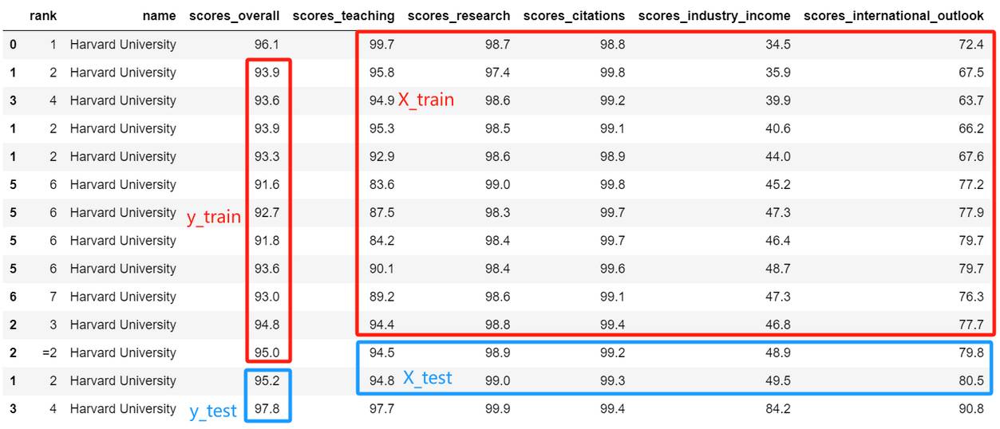 rank name scores_overall scores_teaching scores_research scores_citations scores_industry_income scores_international_outlook
0 1 Harvard University 96.1 99.7 98.7 98.8 34.5 72.4
1 2 Harvard University 93.9 95.8 97.4 99.8 35.9 67.5
3 4 Harvard University 93.6 94.9 X_train 98.6 99.2 39.9 63.7
1 2 Harvard University 93.9 95.3 98.5 99.1 40.6 66.2
1 2 Harvard University 93.3 92.9 98.6 98.9 44.0 67.6
5 6 Harvard University 91.6 83.6 99.0 99.8 45.2 77.2
5 6 Harvard University y_train 92.7 87.5 98.3 99.7 47.3 77.9
5 6 Harvard University 91.8 84.2 98.4 99.7 46.4 79.7
5 6 Harvard University 93.6 90.1 98.4 99.6 48.7 79.7
6 7 Harvard University 93.0 89.2 98.6 99.1 47.3 76.3
2 3 Harvard University 94.8 94.4 98.8 99.4 46.8 77.7
2 =2 Harvard University 95.0 94.5 98.9 99.2 48.9 79.8
1 2 Harvard University 95.2 94.8 X_test 99.0 99.3 49.5 80.5
3 4 Harvard University y_test 97.8 97.7 99.9 99.4 84.2 90.8